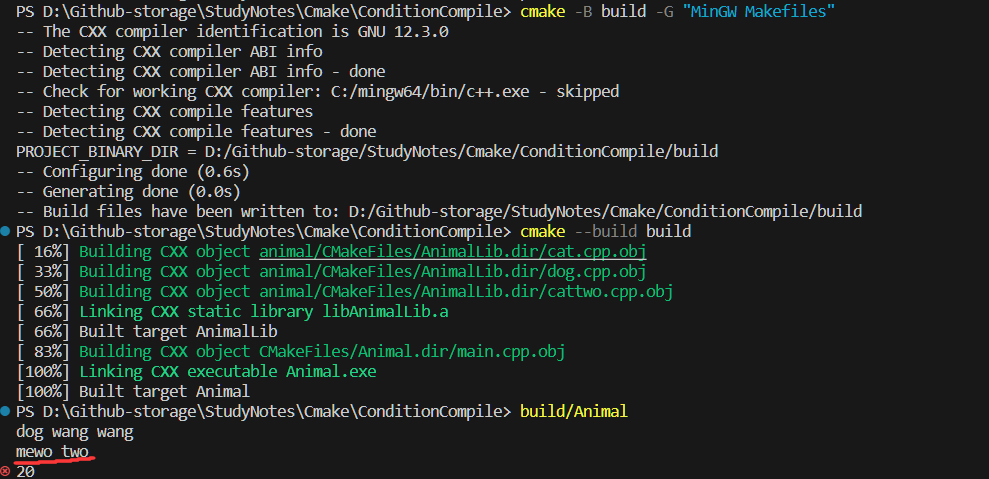 PS D:\Github-storage\StudyNotes\Cmake\ConditionCompile> cmake -B build -G "MinGW Makefiles"
-- The CXX compiler identification is GNU 12.3.0
-- Detecting CXX compiler ABI info
-- Detecting CXX compiler ABI info - done
-- Check for working CXX compiler: C:/mingw64/bin/c++.exe - skipped
-- Detecting CXX compile features
-- Detecting CXX compile features - done
PROJECT_BINARY_DIR = D:/Github-storage/StudyNotes/Cmake/ConditionCompile/build
-- Configuring done (0.6s)
-- Generating done (0.0s)
-- Build files have been written to: D:/Github-storage/StudyNotes/Cmake/ConditionCompile/build
PS D:\Github-storage\StudyNotes\Cmake\ConditionCompile> cmake --build build
[ 16%] Building CXX object animal/CMakeFiles/AnimalLib.dir/cat.cpp.obj
[ 33%] Building CXX object animal/CMakeFiles/AnimalLib.dir/dog.cpp.obj
[ 50%] Building CXX object animal/CMakeFiles/AnimalLib.dir/cattwo.cpp.obj
[ 66%] Linking CXX static library libAnimalLib.a
[ 66%] Built target AnimalLib
[ 83%] Building CXX object CMakeFiles/Animal.dir/main.cpp.obj
[100%] Linking CXX executable Animal.exe
[100%] Built target Animal
PS D:\Github-storage\StudyNotes\Cmake\ConditionCompile> build/Animal
dog wang wang
mewo two
20